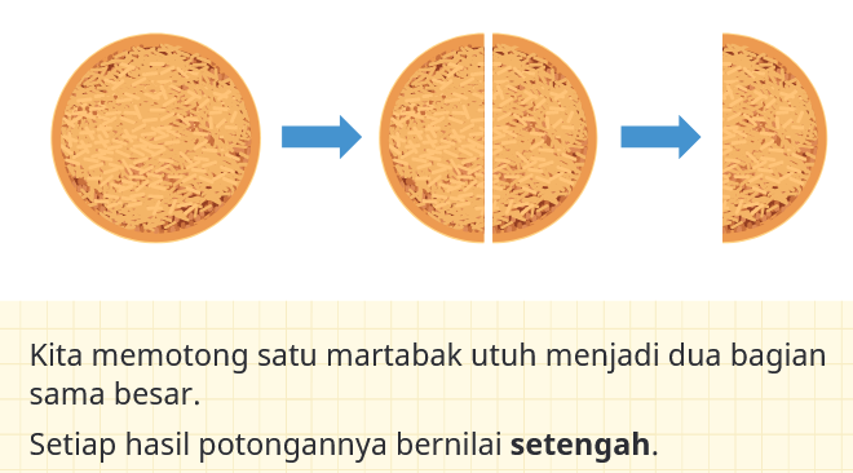 Kita memotong satu martabak utuh menjadi dua bagian
sama besar.
Setiap hasil potongannya bernilai setengah.